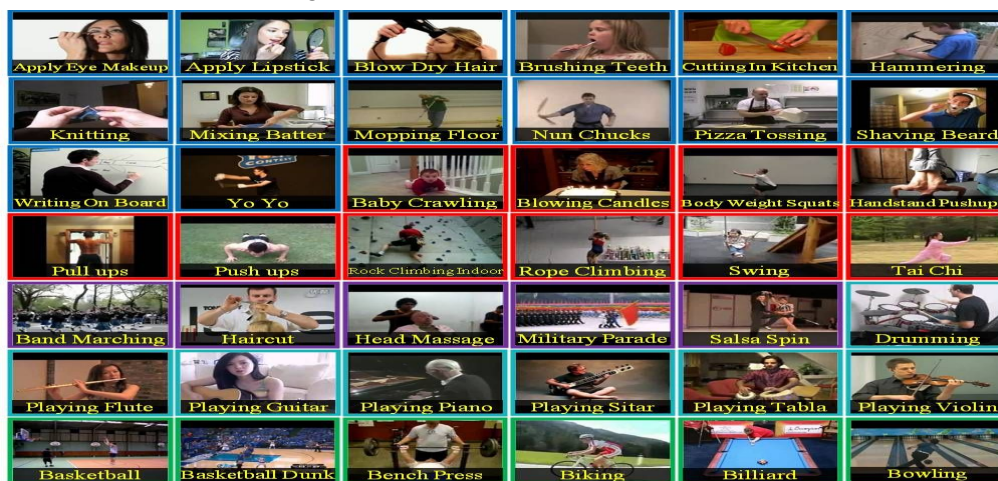 Apply Eye Makeup
Apply Lipstick
Blow Dry Hair
Brushing Teeth
Cutting In Kitchen
Hammering
Knitting
Mixing Batter
Mopping Floor
Nun Chucks
Pizza Tossing
Shaving Beard
CONTEST
Writing On Board
Yo Yo
Baby Crawling
Blowing Candles
Body Weight Squats
Handstand Pushup
Pull ups
Push ups
Rock Climbing Indoor
Rope Climbing
Swing
Tai Chi
Band Marching
Haircut
Head Massage
Military Parade
Salsa Spin
Drumming
Playing Flute
Playing Guitar
Playing Piano
Playing Sitar
Playing Tabla
Playing Violin
Basketball
Basketball Dunk
Bench Press
Biking
Billiard
Bowling